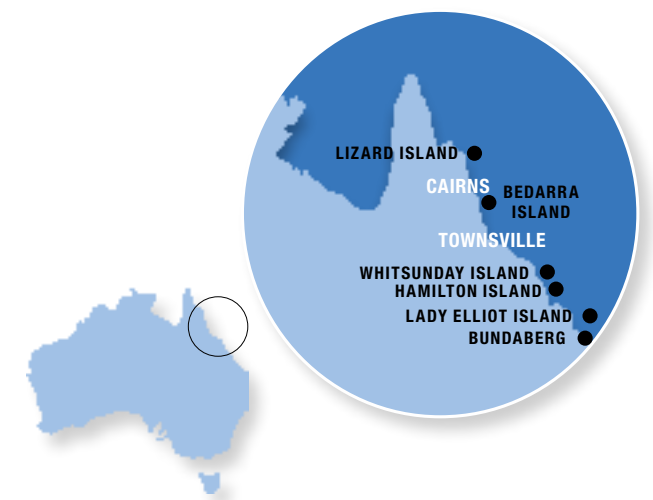 LIZARD ISLAND
CAIRNS
BEDARRA
ISLAND
TOWNSVILLE
WHITSUNDAY ISLAND
HAMILTON ISLAND
LADY ELLIOT ISLAND
BUNDABERG